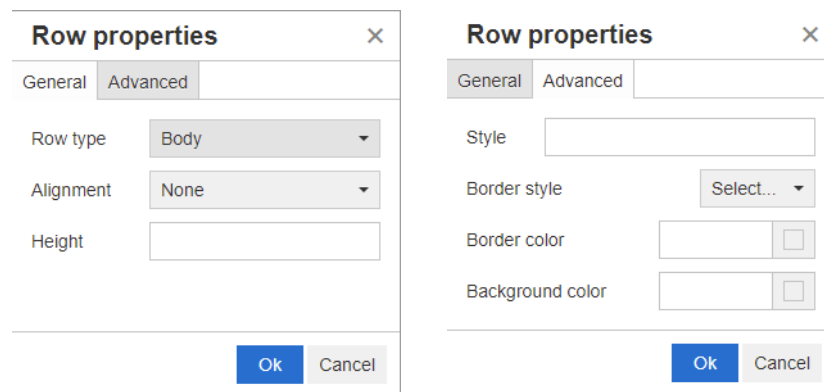 Row properties
General Advanced
Row type Body
Alignment None
Height
Ok Cancel
Row properties
General Advanced
Style
Border style Select...
Border color
Background color
Ok Cancel